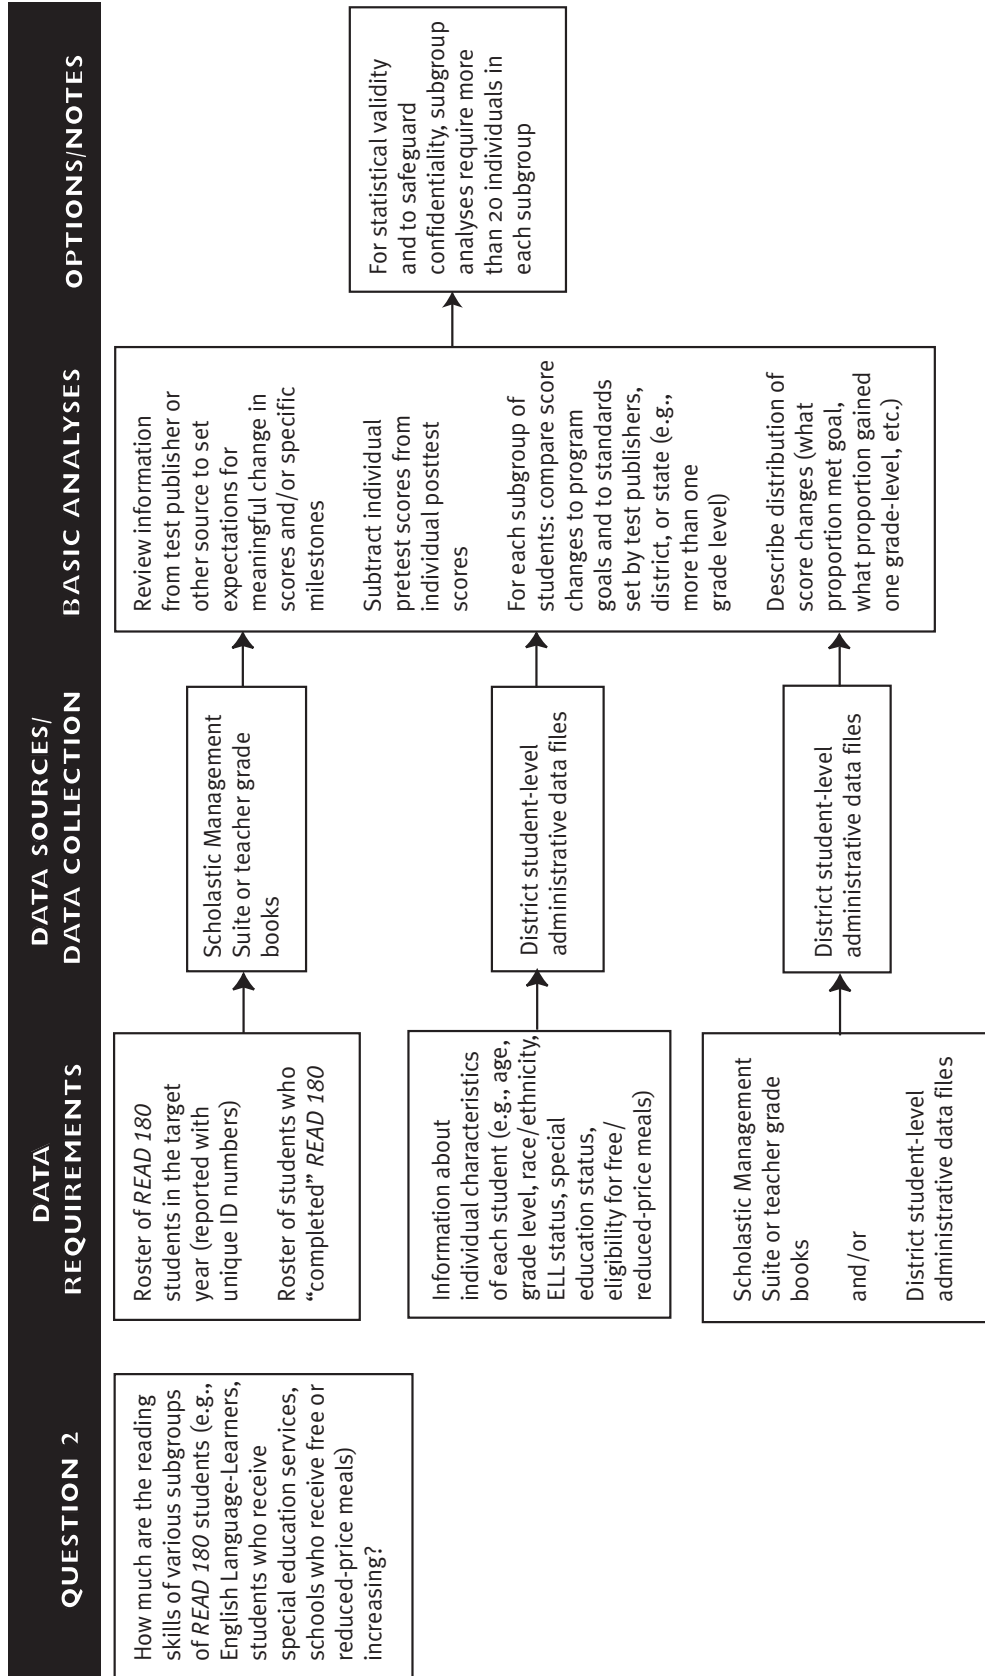 QUESTION 2
DATA
REQUIREMENTS
DATA SOURCES/
DATA COLLECTION
BASIC ANALYSES
OPTIONS/NOTES
How much are the reading
skills of various subgroups
of READ 180 students (e.g.,
English Language-Learners,
students who receive
special education services,
schools who receive free or
reduced-price meals)
increasing?
Roster of READ 180
students in the target
year (reported with
unique ID numbers)
Roster of students who
“completed” READ 180
Information about
individual characteristics
of each student (e.g., age,
grade level, race/ethnicity,
ELL status, special
education status,
eligibility for free/
reduced-price meals)
Scholastic Management
Suite or teacher grade
books
and/or
District student-level
administrative data files
Scholastic Management
Suite or teacher grade
books
District student-level
administrative data files
District student-level
administrative data files
Review information
from test publisher or
other source to set
expectations for
meaningful change in
scores and/or specific
milestones
Subtract individual
pretest scores from
individual posttest
scores
For each subgroup of
students: compare score
changes to program
goals and to standards
set by test publishers,
district, or state (e.g.,
more than one
grade level)
Describe distribution of
score changes (what
proportion met goal,
what proportion gained
one grade-level, etc.)
For statistical validity
and to safeguard
confidentiality, subgroup
analyses require more
than 20 individuals in
each subgroup